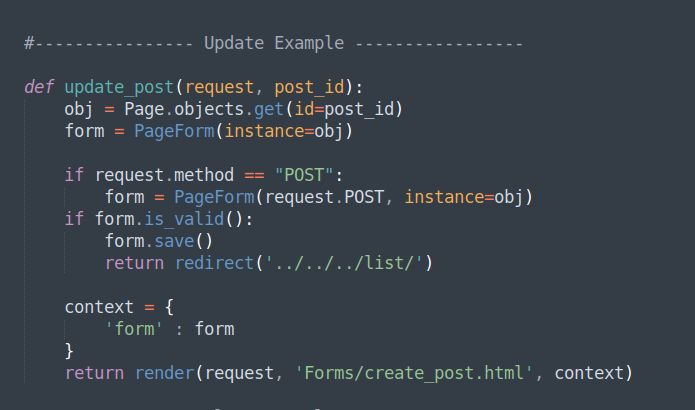 #---------------- Update Example -----------------
def update_post(request, post_id):
    obj = Page.objects.get(id=post_id)
    form = PageForm(instance=obj)
    if request.method == "POST":
        form = PageForm(request.POST, instance=obj)
    if form.is_valid():
        form.save()
        return redirect('../../../list/')
    context = {
        'form' : form
    }
    return render(request, 'Forms/create_post.html', context)